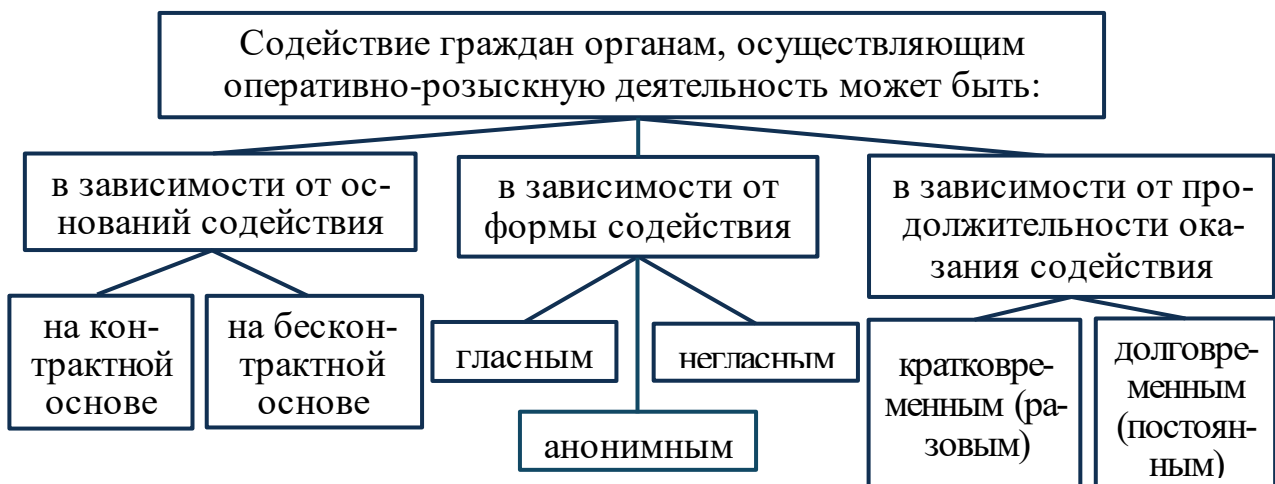 Содействие граждан органам, осуществляющим
оперативно-розыскную деятельность может быть:
в зависимости от ос-
нований содействия
в зависимости от
формы содействия
в зависимости от про-
должительности ока-
зания содействия
на кон-
трактной
основе
на бескон-
трактной
основе
гласным
негласным
анонимным
кратковре-
менным (ра-
зовым)
долговре-
менным
(постоян-
ным)